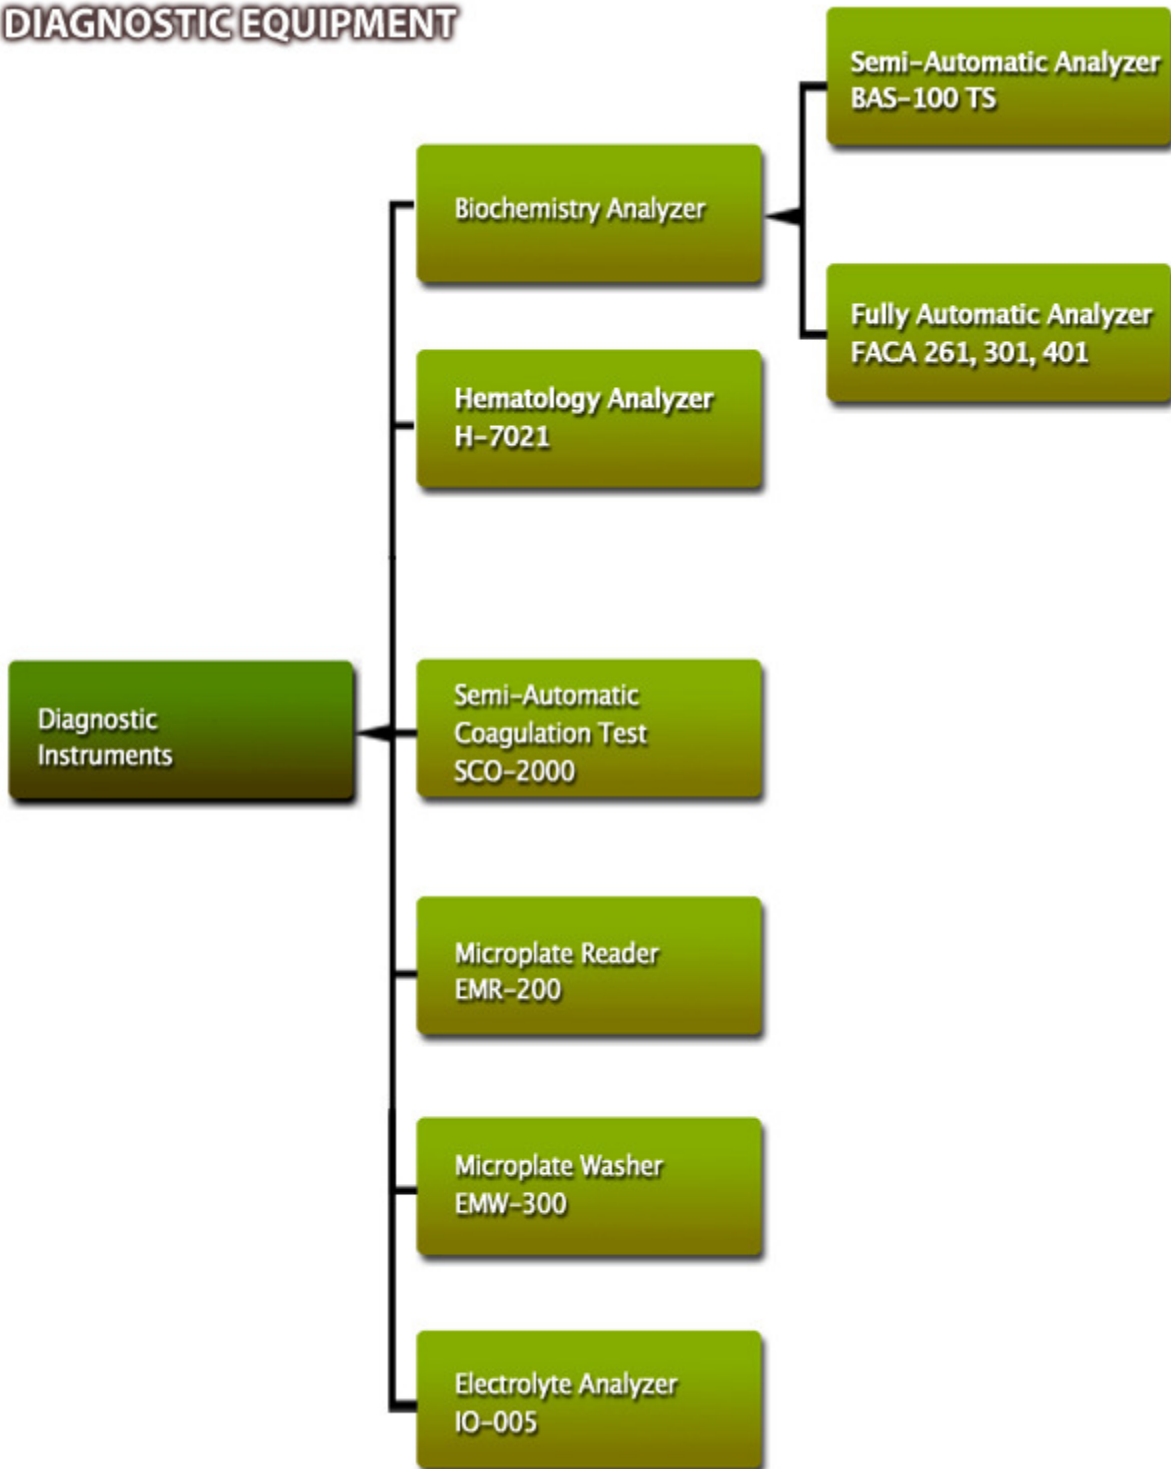 DIAGNOSTIC EQUIPMENT
Semi-Automatic Analyzer
BAS-100 TS
Biochemistry Analyzer
Fully Automatic Analyzer
FACA 261, 301, 401
Hematology Analyzer
H-7021
Diagnostic
Instruments
Semi-Automatic
Coagulation Test
SCO-2000
Microplate Reader
EMR-200
Microplate Washer
EMW-300
Electrolyte Analyzer
IO-005